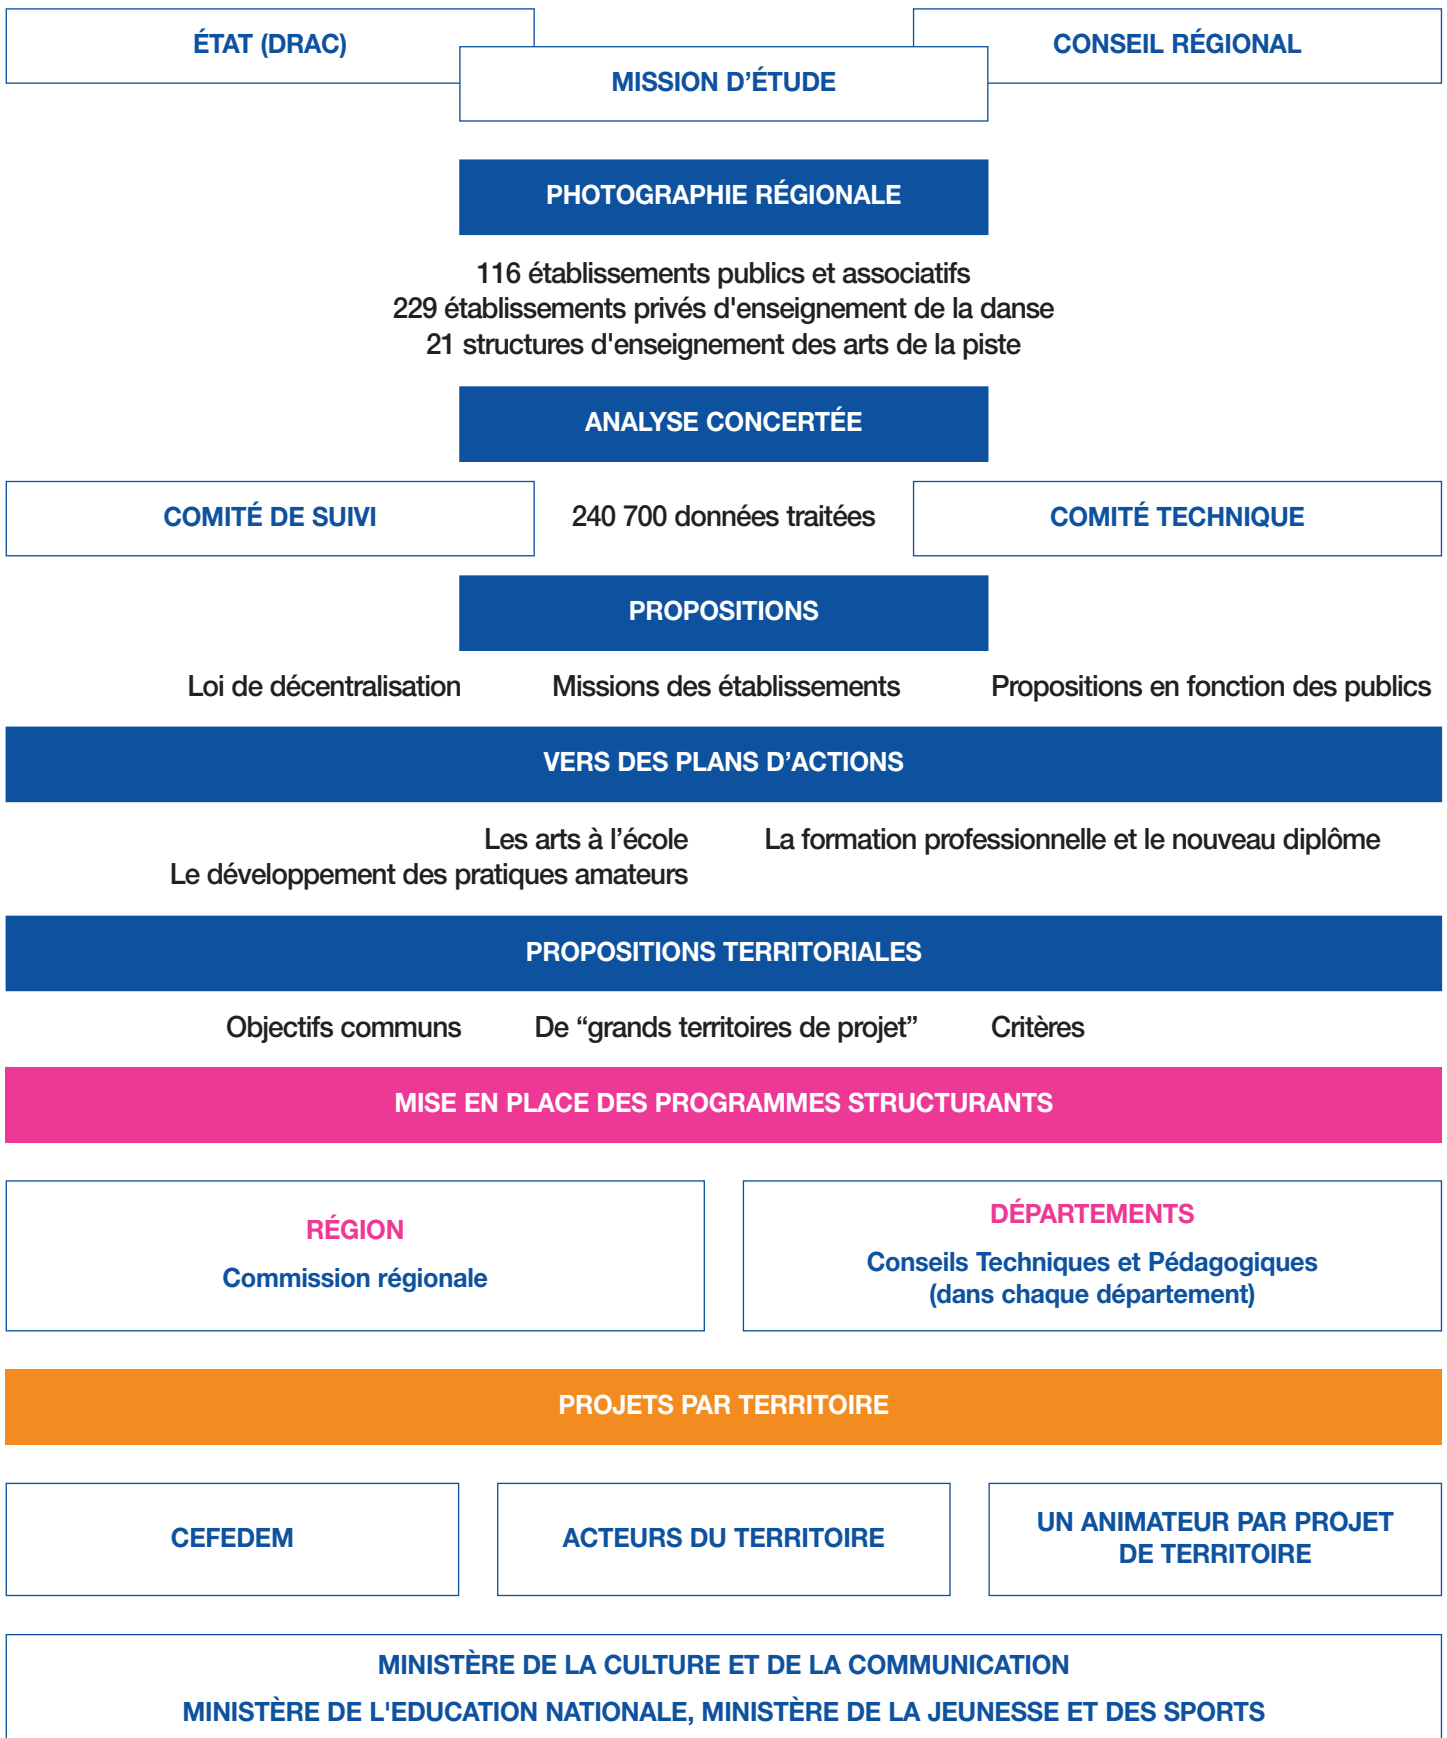 ÉTAT (DRAC)
CONSEIL RÉGIONAL
MISSION D’ÉTUDE
PHOTOGRAPHIE RÉGIONALE
116 établissements publics et associatifs
229 établissements privés d'enseignement de la danse
21 structures d'enseignement des arts de la piste
ANALYSE CONCERTÉE
COMITÉ DE SUIVI
240 700 données traitées
COMITÉ TECHNIQUE
PROPOSITIONS
Loi de décentralisation
Missions des établissements
Propositions en fonction des publics
VERS DES PLANS D’ACTIONS
Les arts à l’école
Le développement des pratiques amateurs
La formation professionnelle et le nouveau diplôme
PROPOSITIONS TERRITORIALES
Objectifs communs
De “grands territoires de projet”
Critères
MISE EN PLACE DES PROGRAMMES STRUCTURANTS
RÉGION
Commission régionale
DÉPARTEMENTS
Conseils Techniques et Pédagogiques
(dans chaque département)
PROJETS PAR TERRITOIRE
CEFEDEM
ACTEURS DU TERRITOIRE
UN ANIMATEUR PAR PROJET
DE TERRITOIRE
MINISTÈRE DE LA CULTURE ET DE LA COMMUNICATION
MINISTÈRE DE L'EDUCATION NATIONALE, MINISTÈRE DE LA JEUNESSE ET DES SPORTS